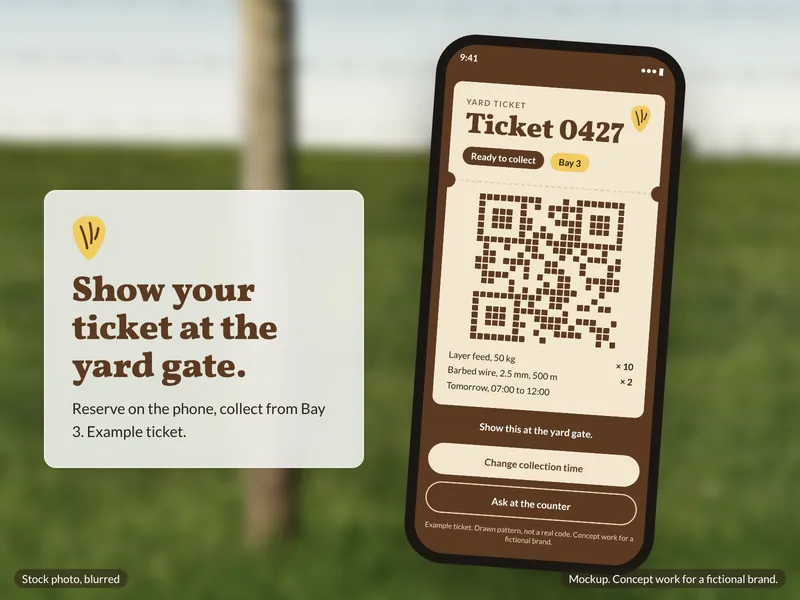 Show your
ticket at the
yard gate.
Reserve on the phone, collect from Bay
3. Example ticket.
9:41
YARD TICKET
Ticket 0427
Ready to collect
Bay 3
Layer feed, 50 kg × 10
Barbed wire, 2.5 mm, 500 m × 2
Tomorrow, 07:00 to 12:00
Show this at the yard gate.
Change collection time
Ask at the counter
Example ticket. Drawn pattern, not a real code. Concept work for a
fictional brand.
Stock photo, blurred
Mockup. Concept work for a fictional brand.